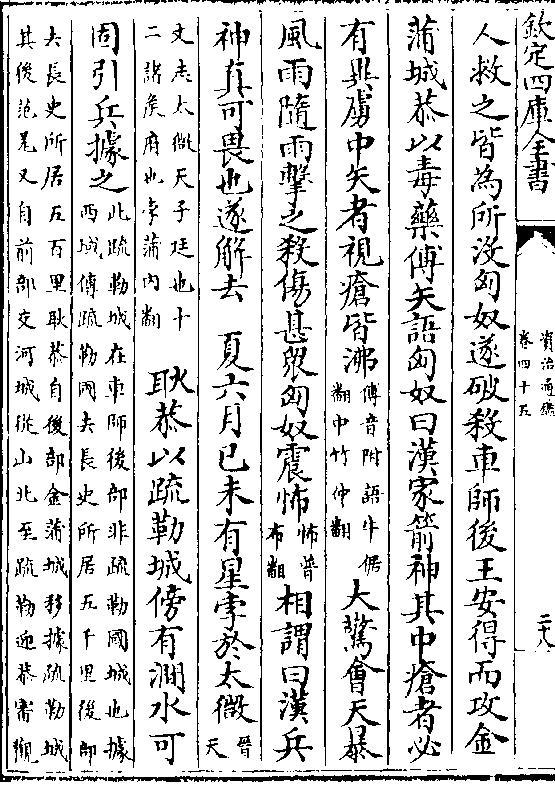 欽定四庫全書
資治通鑑
卷四十五
二十八
人救之皆為所没匈奴遂破殺車師後王安得而攻金
蒲城恭以毒藥傅矢語匈奴曰漢家箭神其中瘡者必
有異虜中矢者視瘡皆沸傅音附語牛倨翻中竹仲翻大驚會天暴
風雨隨雨擊之殺傷甚衆匈奴震怖怖普布翻相謂曰漢兵
神真可畏也遂解去 夏六月己未有星孛於太微晉天
文志太微天子廷也十二諸侯府也孛蒲内翻 耿恭以疏勒城傍有澗水可
固引兵據之此疏勒城在車師後部非疏勒國城也據西域傳疏勒國去長史所居五千里後部
去長史所居五百里耿恭自後部金蒲城移據疏勒城其後范羌又自前部交河城從山北至疏勒迎恭審觀